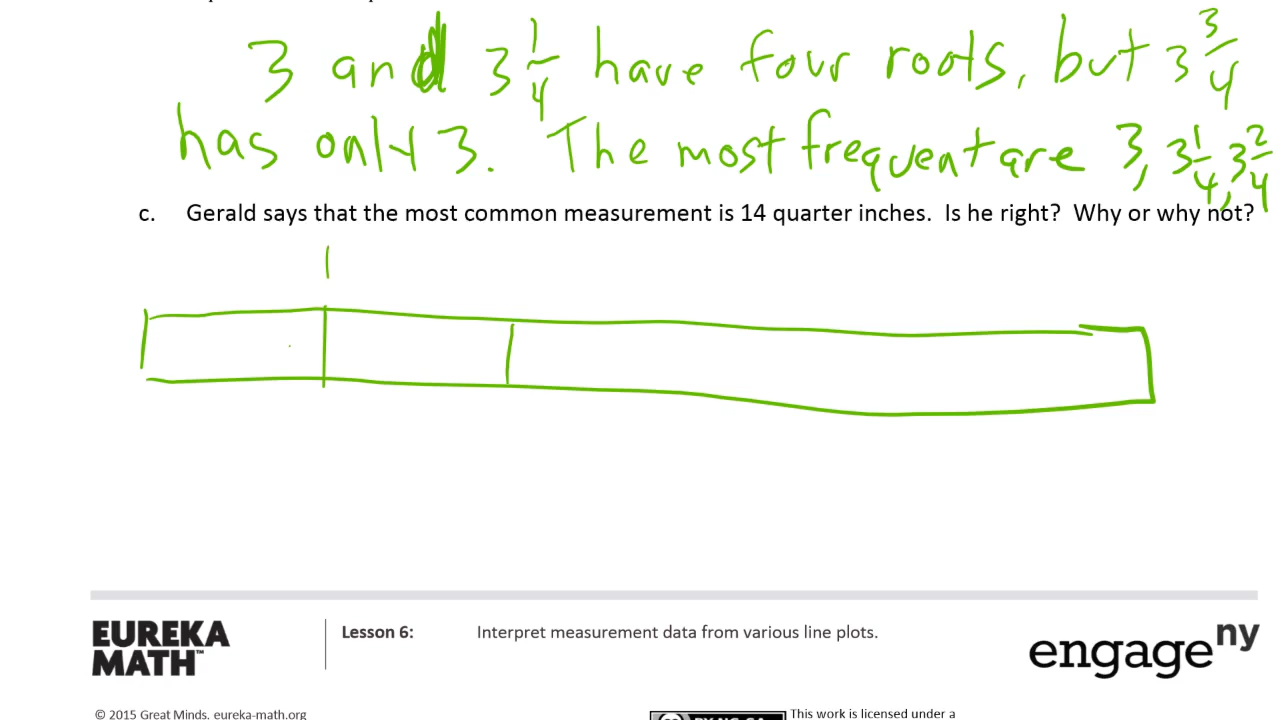 3 and 3 1/4 have four roots, but 3 3/4
has only 3. The most frequent are 3, 3 1/4, 3 2/4
c. Gerald says that the most common measurement is 14 quarter inches. Is he right? Why or why not?
1
EUREKA
MATH™
Lesson 6: Interpret measurement data from various line plots.
engage ny
© 2015 Great Minds. eureka-math.org
This work is licensed under a